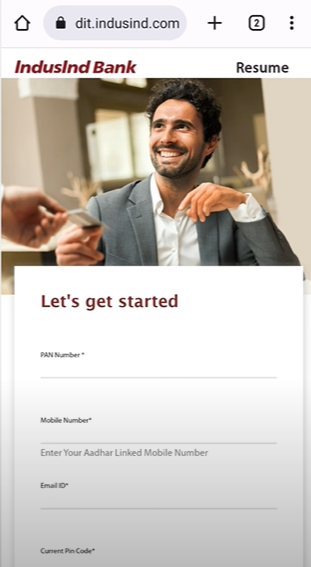 dit.indusind.com
2
IndusInd Bank
Resume
Let's get started
PAN Number *
Mobile Number*
Enter Your Aadhar Linked Mobile Number
Email ID*
Current Pin Code*